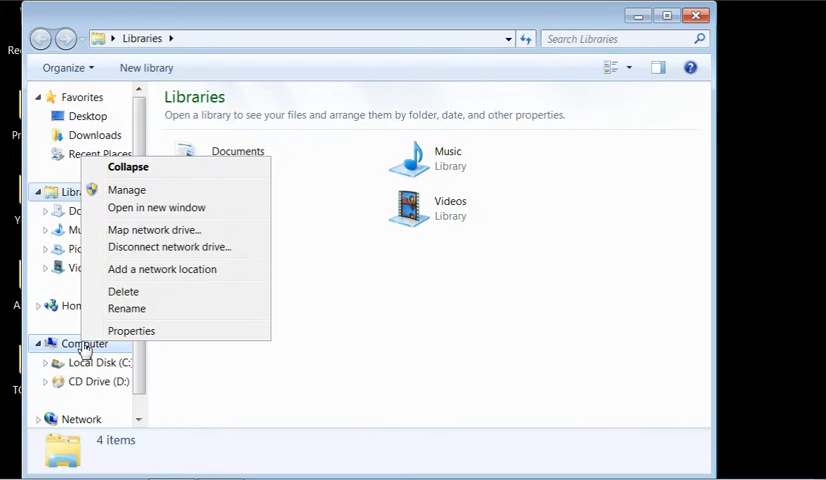 Libraries
Search Libraries
Organize
New library
Favorites
Desktop
Downloads
Recent Places
Libraries
Open a library to see your files and arrange them by folder, date, and other properties.
Documents
Music
Library
Videos
Library
Collapse
Manage
Open in new window
Map network drive...
Disconnect network drive...
Add a network location
Delete
Rename
Properties
Computer
Local Disk (C:
CD Drive (D:)
Network
4 items